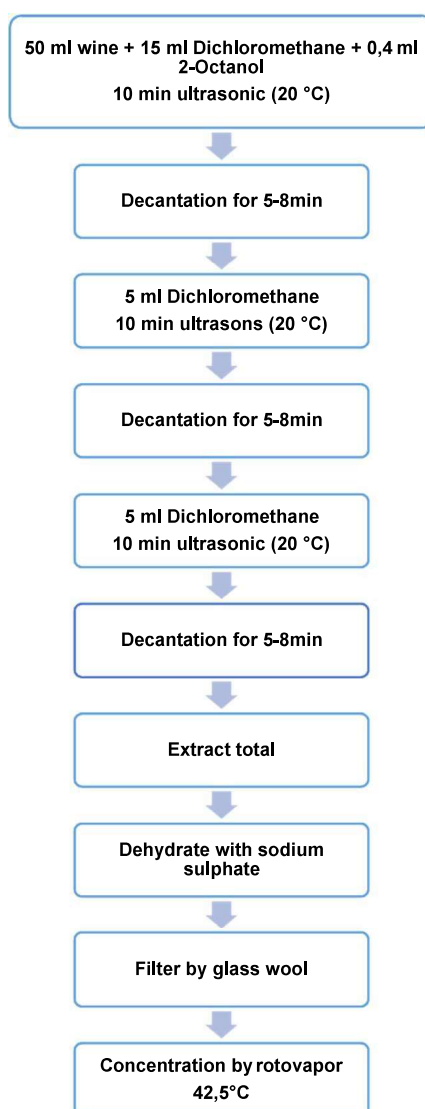 50 ml wine + 15 ml Dichloromethane + 0,4 ml
2-Octanol
10 min ultrasonic (20 °C)
Decantation for 5-8min
5 ml Dichloromethane
10 min ultrasons (20 °C)
Decantation for 5-8min
5 ml Dichloromethane
10 min ultrasonic (20 °C)
Decantation for 5-8min
Extract total
Dehydrate with sodium
sulphate
Filter by glass wool
Concentration by rotovapor
42,5°C